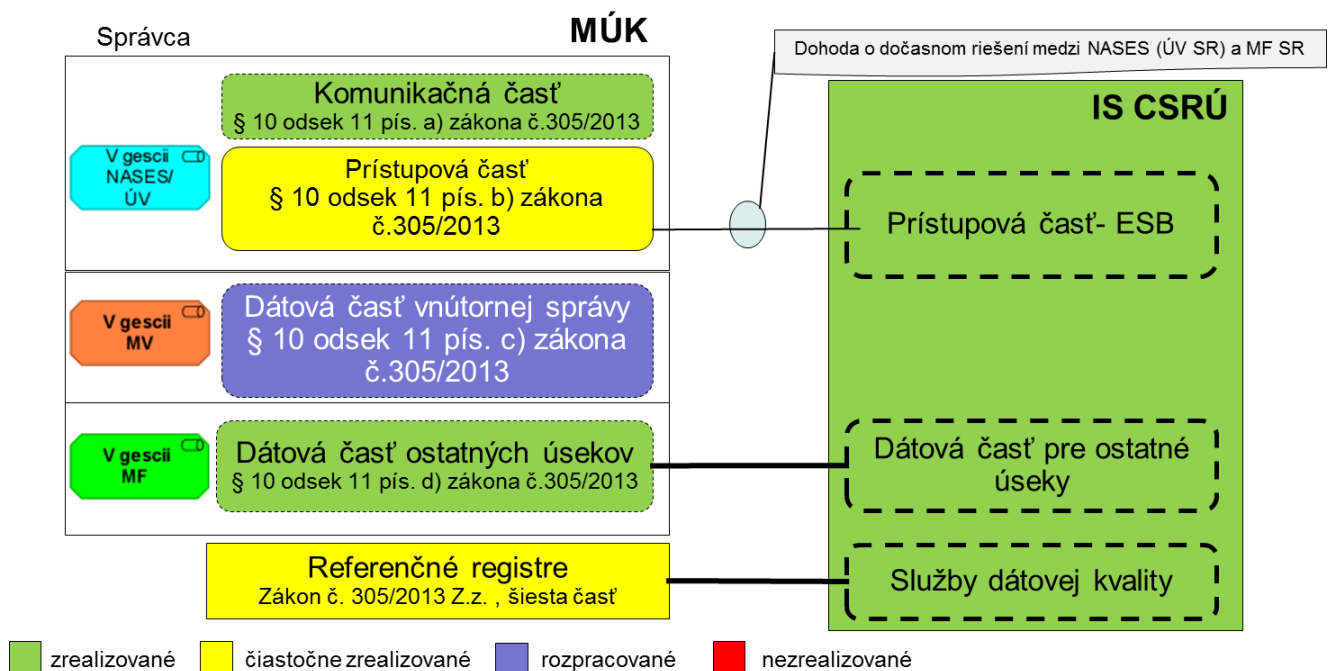 Správca
MÚK
Dohoda o dočasnom riešení medzi NASES (ÚV SR) a MF SR
V gescii
NASES/
ÚV
Komunikačná časť
§ 10 odsek 11 pís. a) zákona č.305/2013
Prístupová časť
§ 10 odsek 11 pís. b) zákona
č.305/2013
IS CSRÚ
Prístupová časť- ESB
V gescii
MV
Dátová časť vnútornej správy
§ 10 odsek 11 pís. c) zákona
č.305/2013
V gescii
MF
Dátová časť ostatných úsekov
§ 10 odsek 11 pís. d) zákona č.305/2013
Dátová časť pre ostatné
úseky
Referenčné registre
Zákon č. 305/2013 Z.z. , šiesta časť
Služby dátovej kvality
zrealizované
čiastočne zrealizované
rozpracované
nezrealizované